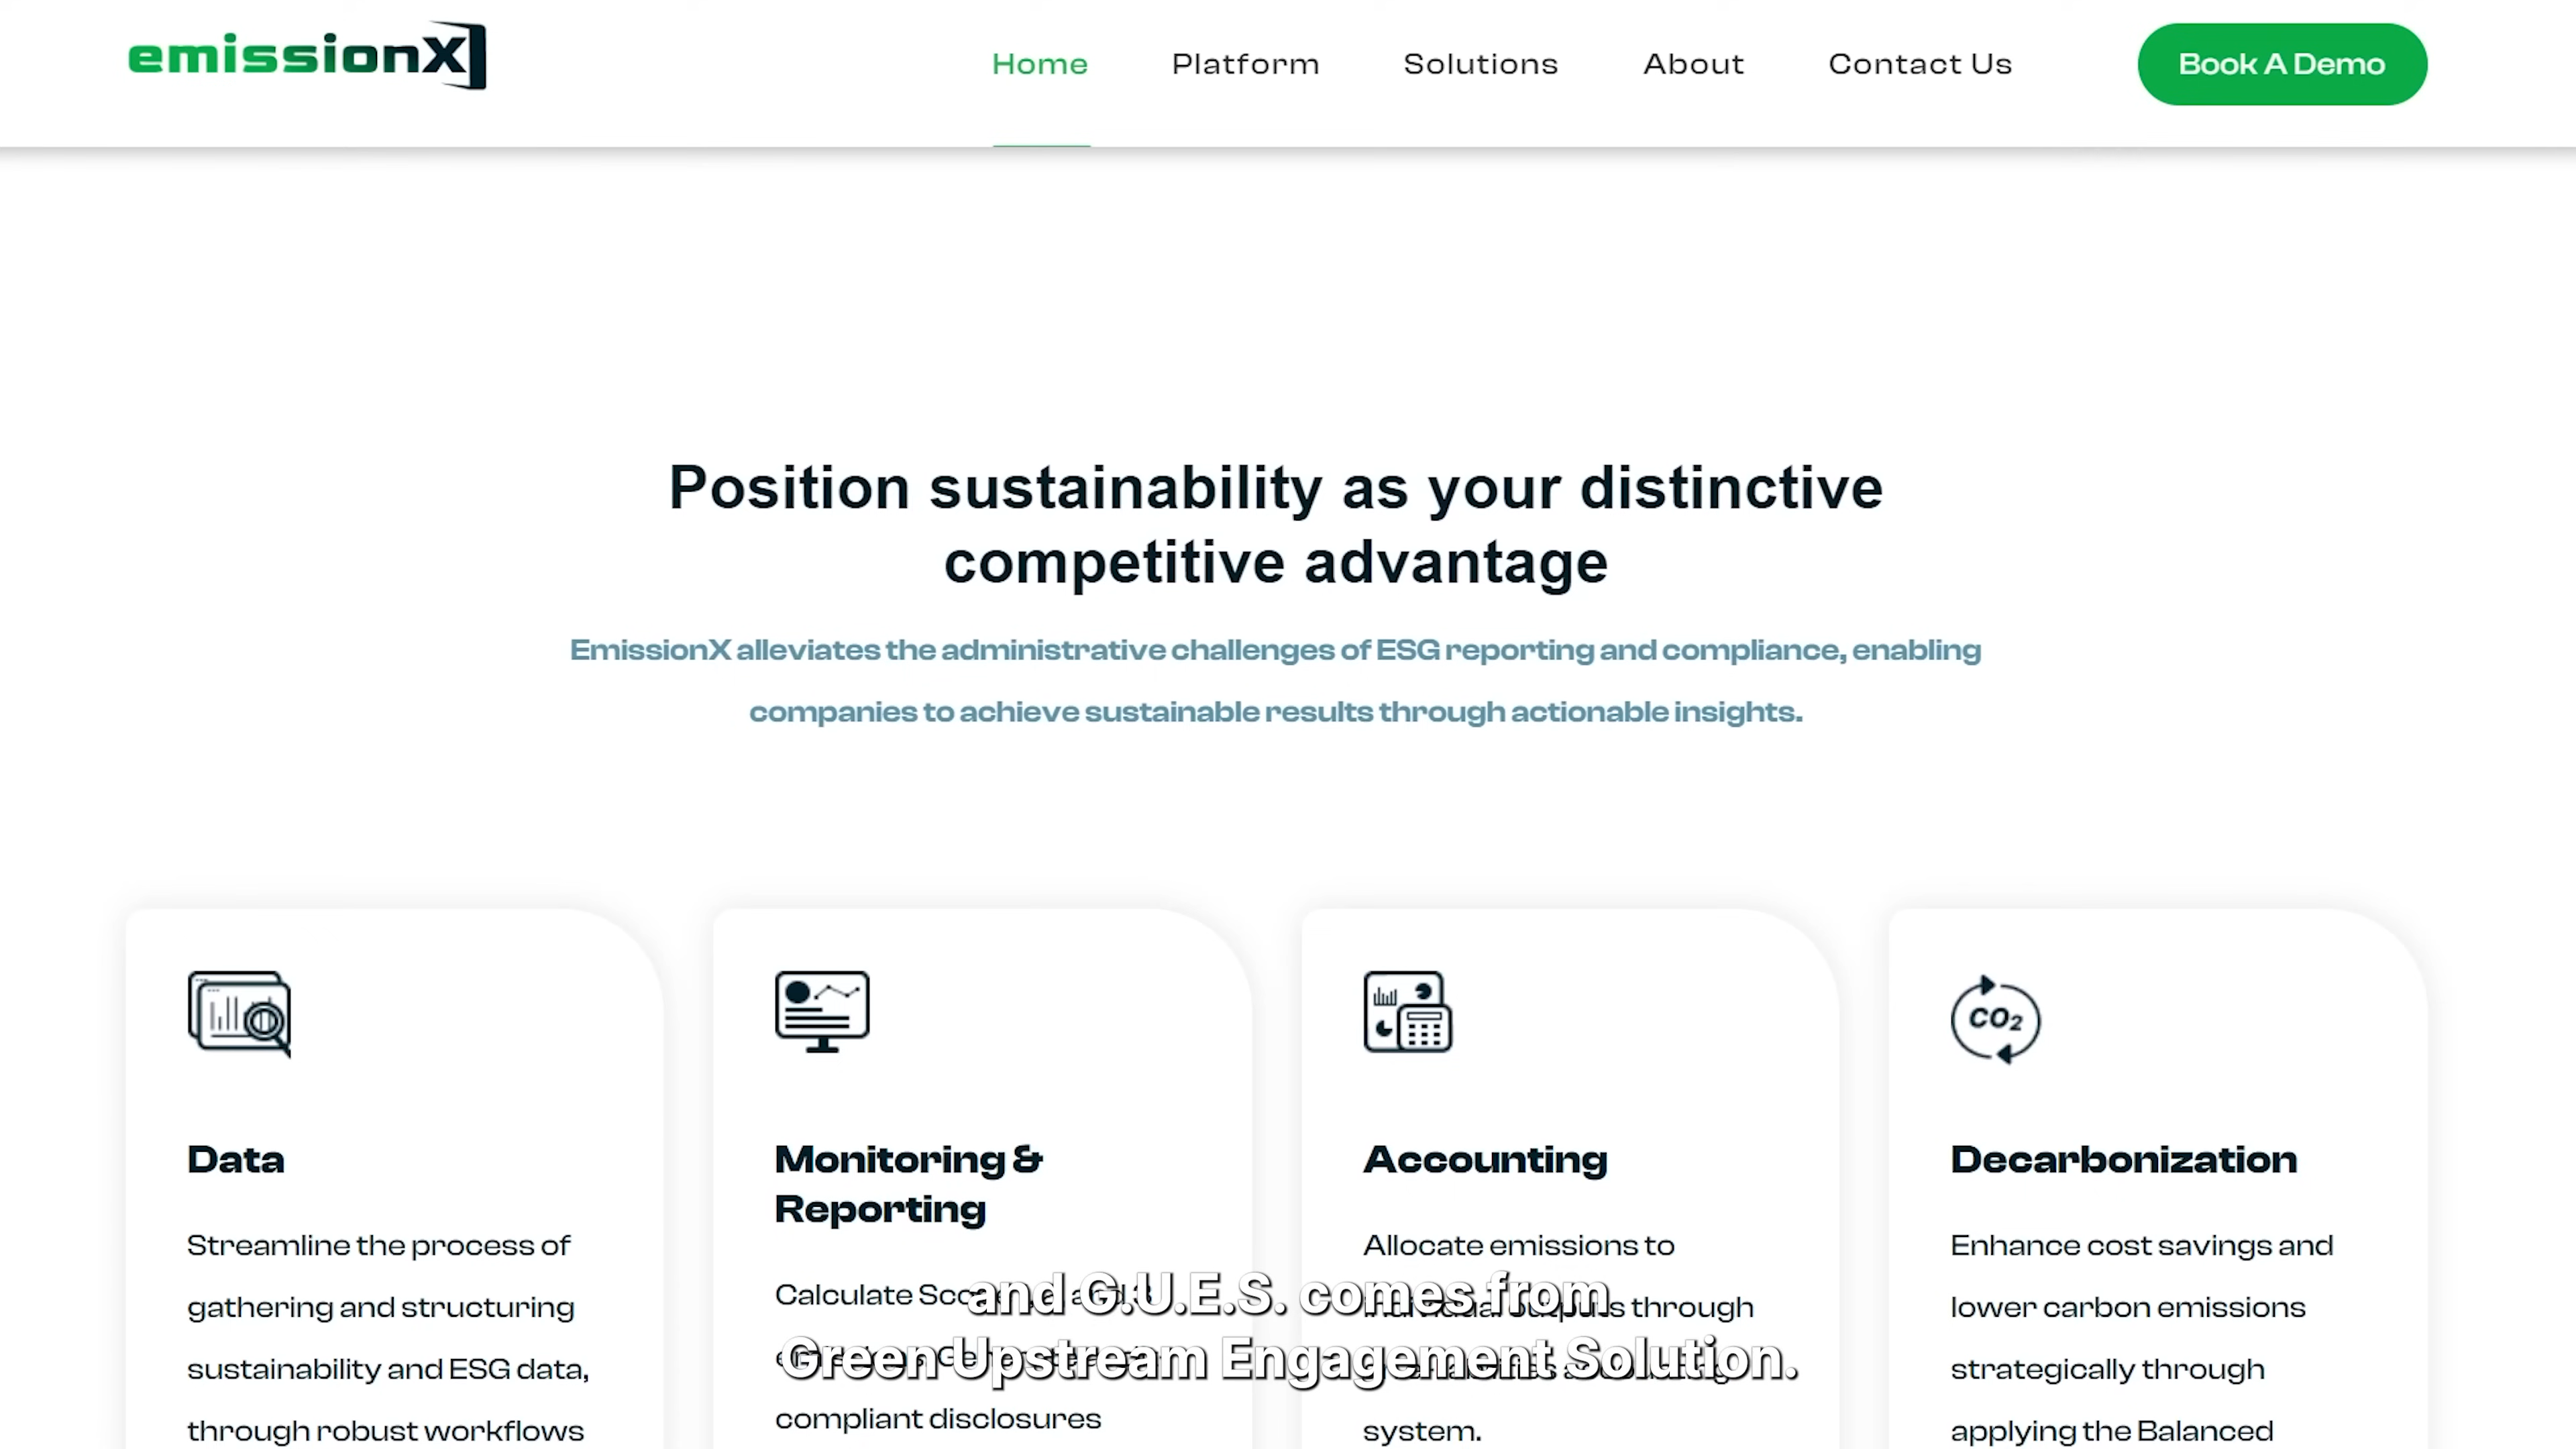 emissionX
Home
Platform
Solutions
About
Contact Us
Book A Demo
Position sustainability as your distinctive
competitive advantage
EmissionX alleviates the administrative challenges of ESG reporting and compliance, enabling
companies to achieve sustainable results through actionable insights.
CO2
Data
Streamline the process of
gathering and structuring
sustainability and ESG data,
through robust workflows
Monitoring &
Reporting
Calculate
compliant disclosures
Accounting
Allocate emissions to
through
system.
Decarbonization
Enhance cost savings and
lower carbon emissions
strategically through
applying the Balanced
and G.U.E.S. comes from
Green Upstream Engagement Solution.